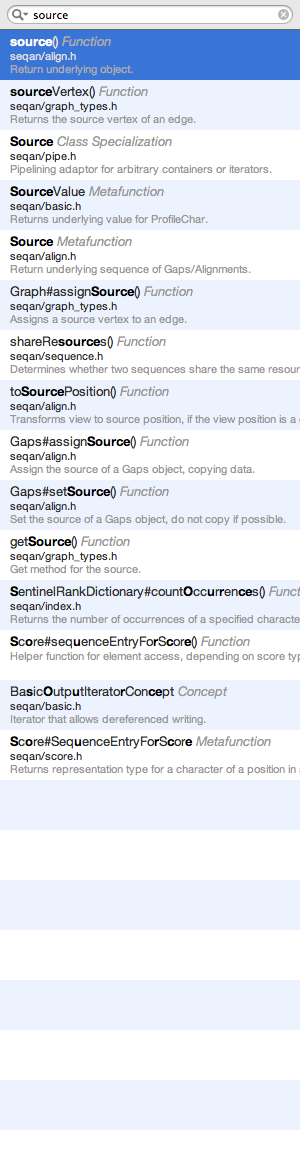 source
source() Function
seqan/align.h
Return underlying object.
sourceVertex() Function
seqan/graph_types.h
Returns the source vertex of an edge.
Source Class Specialization
seqan/pipe.h
Pipelining adaptor for arbitrary containers or iterators.
SourceValue Metafunction
seqan/basic.h
Returns underlying value for ProfileChar.
Source Metafunction
seqan/align.h
Return underlying sequence of Gaps/Alignments.
Graph#assignSource() Function
seqan/graph_types.h
Assigns a source vertex to an edge.
shareResources() Function
seqan/sequence.h
Determines whether two sequences share the same resour
toSourcePosition() Function
seqan/align.h
Transforms view to source position, if the view position is a
Gaps#assignSource() Function
seqan/align.h
Assign the source of a Gaps object, copying data.
Gaps#setSource() Function
seqan/align.h
Set the source of a Gaps object, do not copy if possible.
getSource() Function
seqan/graph_types.h
Get method for the source.
SentinelRankDictionary#countOccurrences() Funct
seqan/index.h
Returns the number of occurrences of a specified characte
Score#sequenceEntryForScore() Function
Helper function for element access, depending on score typ
BasicOutputIteratorConcept Concept
seqan/basic.h
Iterator that allows dereferenced writing.
Score#SequenceEntryForScore Metafunction
seqan/score.h
Returns representation type for a character of a position in